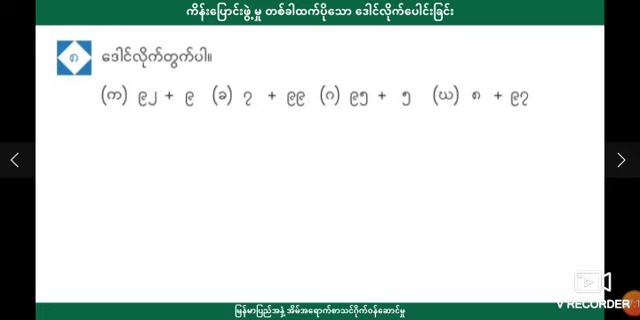 ကိန်းပြောင်းဖွဲ့မှု တစ်ခါထက်ပိုသော ဒေါင်လိုက်ပေါင်းခြင်း
၈ ဒေါင်လိုက်တွက်ပါ။
(က) ၉၂ + ၉ (ခ) ၇ + ၉၉ (ဂ) ၉၅ + ၅ (ဃ) ၈ + ၉၇
V RECORDER
မြန်မာပြည်အနှံ့ အိမ်အရောက်စာသင်ဂိုက်ဝန်ဆောင်မှု